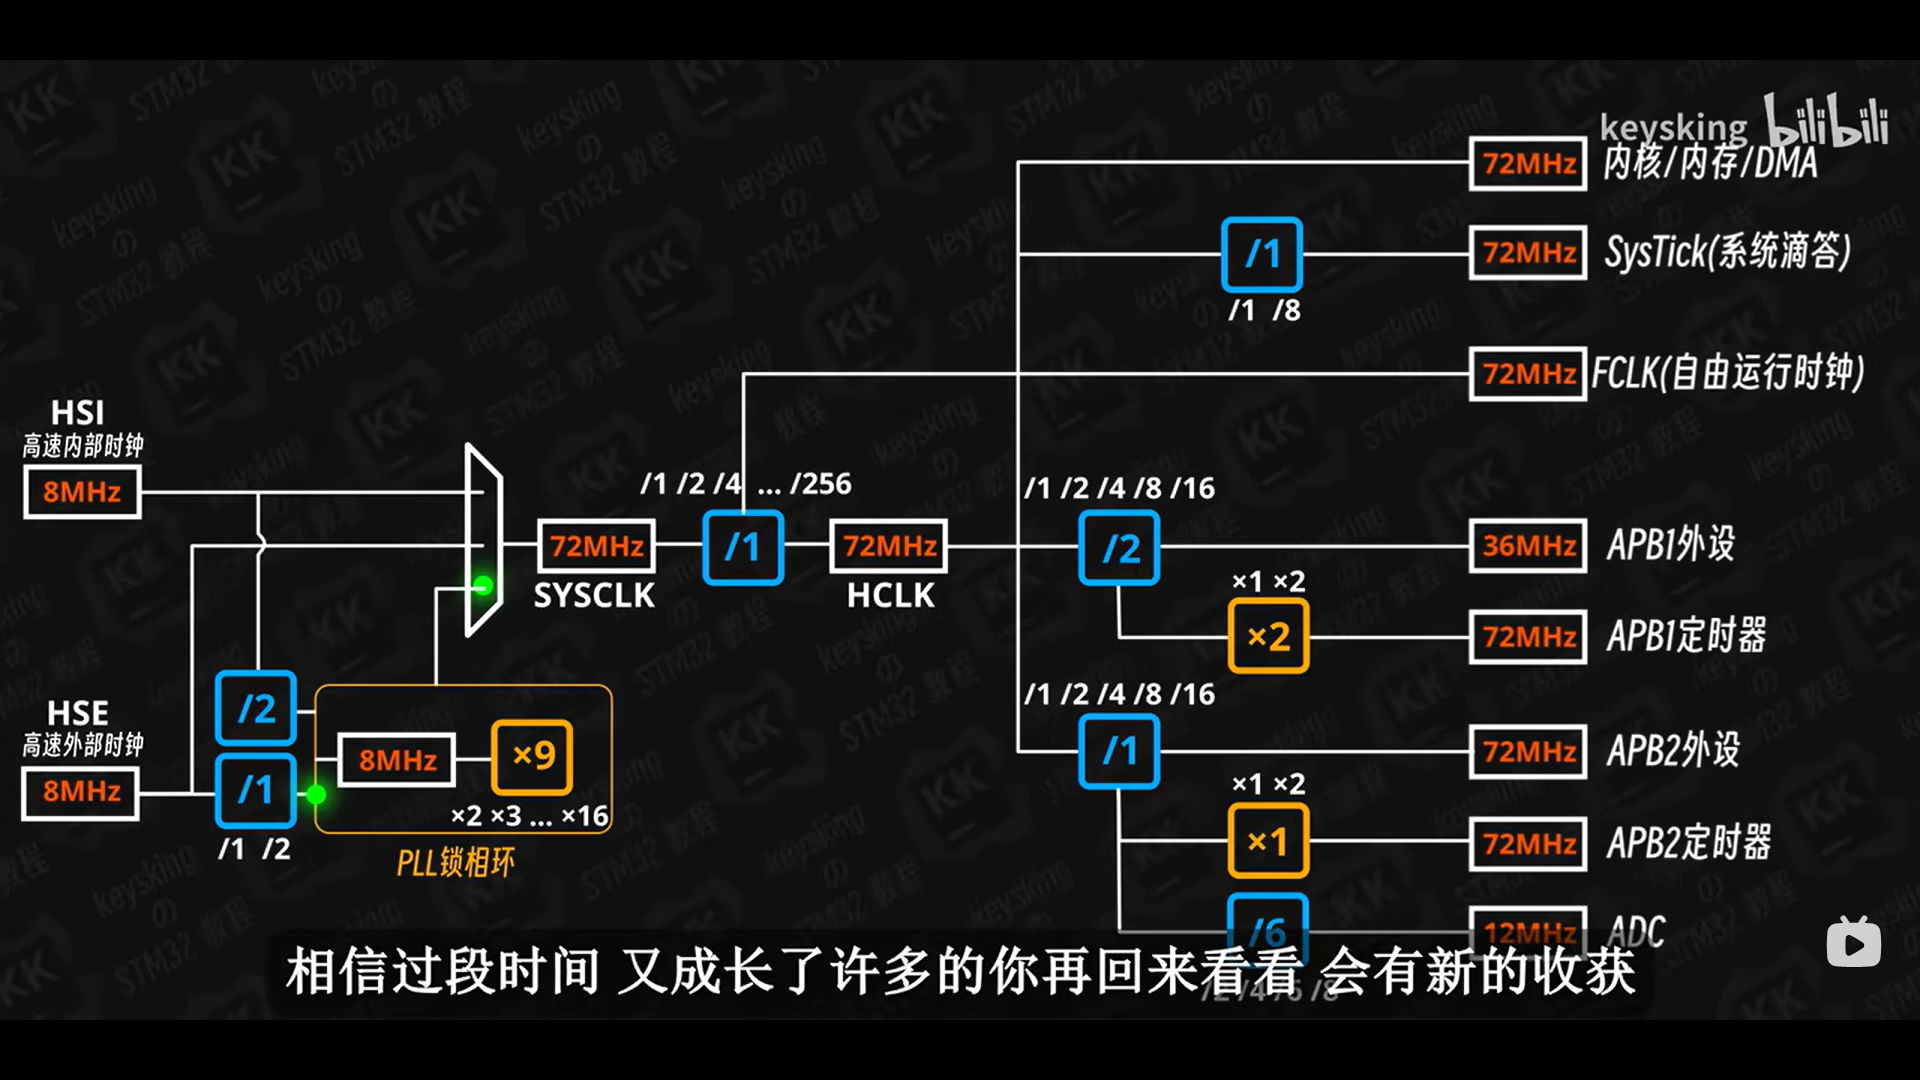 keysking bilibili
72MHz 内核/内存/DMA
/1
72MHz SysTick(系统滴答)
/1 /8
72MHz FCLK(自由运行时钟)
HSI
高速内部时钟
8MHz
/1 /2 /4 ... /256
72MHz
SYSCLK
/1
72MHz
HCLK
/1 /2 /4 /8 /16
/2
36MHz APB1外设
×1 ×2
×2
72MHz APB1定时器
HSE
高速外部时钟
8MHz
/2
/1
/1 /2
8MHz
×9
×2 ×3 ... ×16
PLL锁相环
/1 /2 /4 /8 /16
/1
72MHz APB2外设
×1 ×2
×1
72MHz APB2定时器
/6
12MHz ADC
/2 /4 /6 /8
相信过段时间 又成长了许多的你再回来看看 会有新的收获